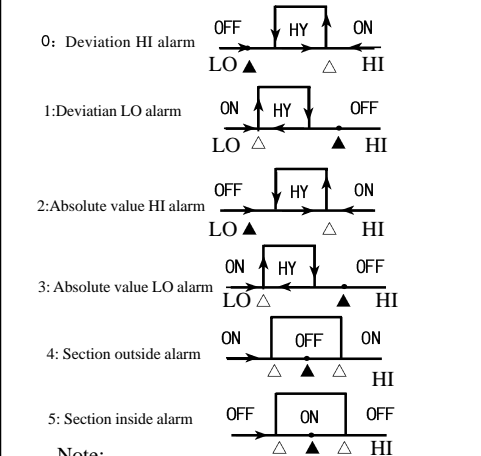 OFF HY ON
0: Deviation HI alarm
LO ▲ △ HI
ON HY OFF
1:Deviatian LO alarm
LO △ ▲ HI
OFF HY ON
2:Absolute value HI alarm
LO ▲ △ HI
ON HY OFF
3: Absolute value LO alarm
LO △ ▲ HI
ON OFF ON
4: Section outside alarm
△ ▲ △ HI
OFF ON OFF
5: Section inside alarm
△ ▲ △ HI
Note: